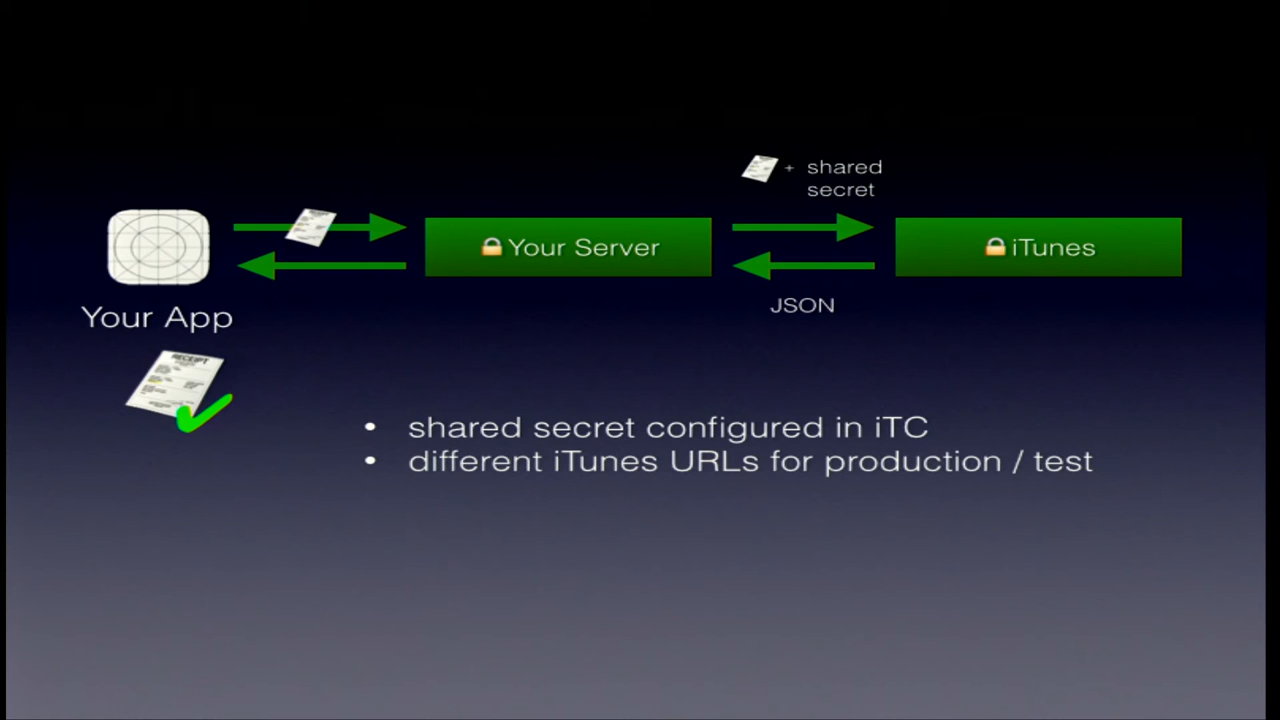 + shared
secret
Your Server
iTunes
JSON
Your App
RECEIPT
• shared secret configured in iTC
• different iTunes URLs for production / test